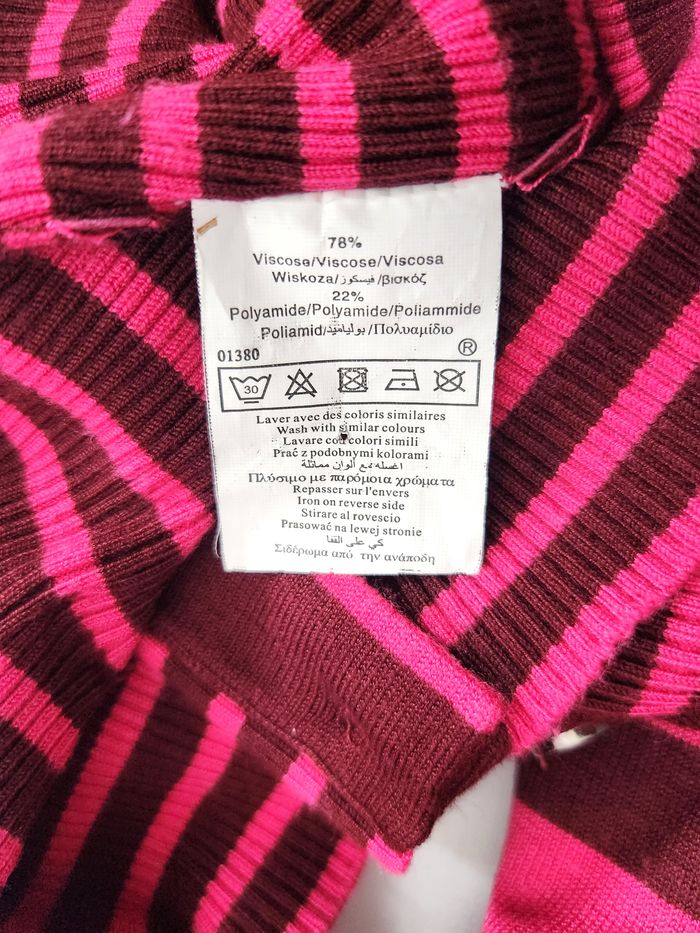 78%
Viscose/Viscose/Viscosa
Wiskoza/فيسكوز/βισκόζ
22%
Polyamide/Polyamide/Poliammide
Poliamid/بولياميد/Πολυαμίδιο
01380 ®
30
Laver avec des coloris similaires
Wash with similar colours
Lavare con colori simili
Prać z podobnymi kolorami
اغسله مع ألوان مماثلة
Πλύσιμο με παρόμοια χρώματα
Repasser sur l'envers
Iron on reverse side
Stirare al rovescio
Prasować na lewej stronie
كي على القفا
Σιδέρωμα από την ανάποδη